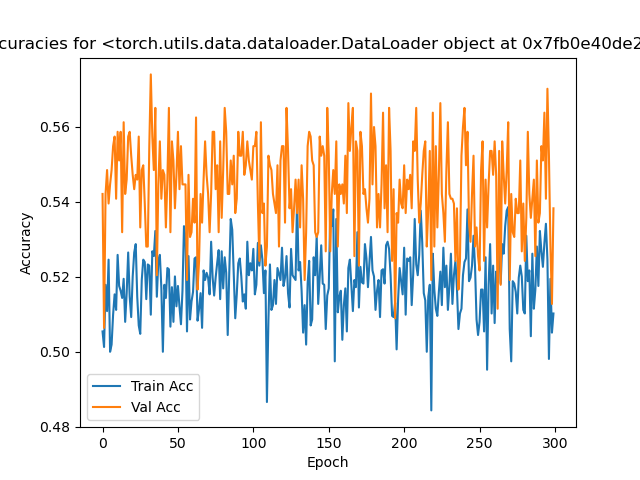 curacies for <torch.utils.data.dataloader.DataLoader object at 0x7fb0e40de2
0.56
0.54
0.52
0.50
0.48
Accuracy
Train Acc
Val Acc
0 50 100 150 200 250 300
Epoch